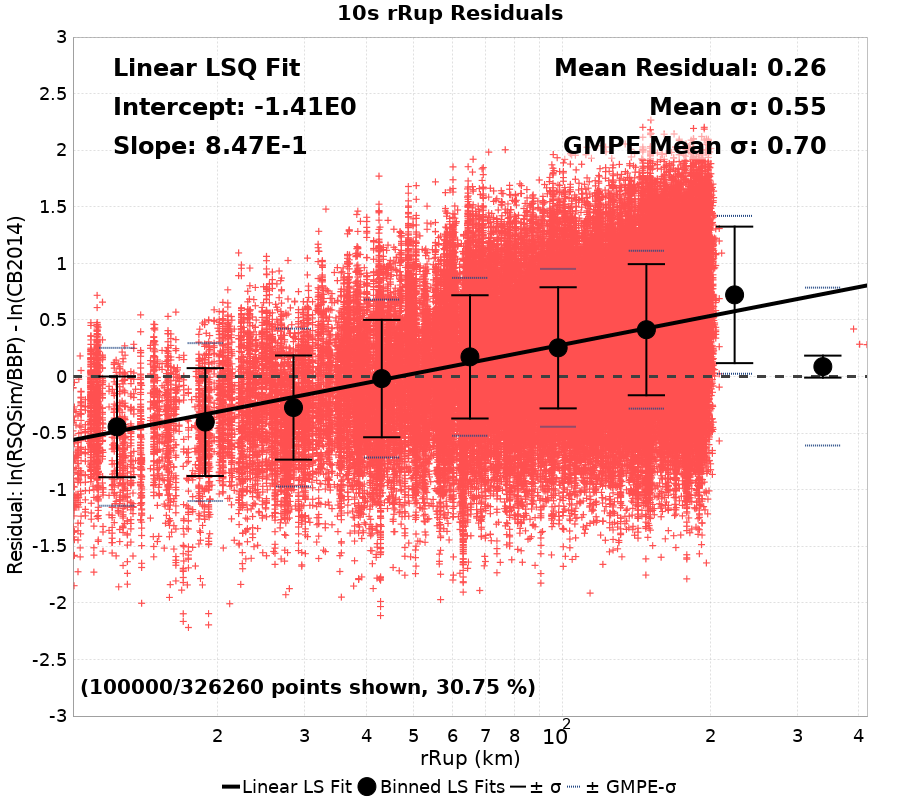 10s rRup Residuals
Linear LSQ Fit
Intercept: -1.41E0
Slope: 8.47E-1
Mean Residual: 0.26
Mean σ: 0.55
GMPE Mean σ: 0.70
Residual: ln(RSQSim/BBP) - ln(CB2014)
3
2.5
2
1.5
1
0.5
0
-0.5
-1
-1.5
-2
-2.5
-3
(100000/326260 points shown, 30.75 %)
2 3 4 5 6 7 8 10² 2 3 4
rRup (km)
Linear LS Fit Binned LS Fits ± σ ± GMPE-σ